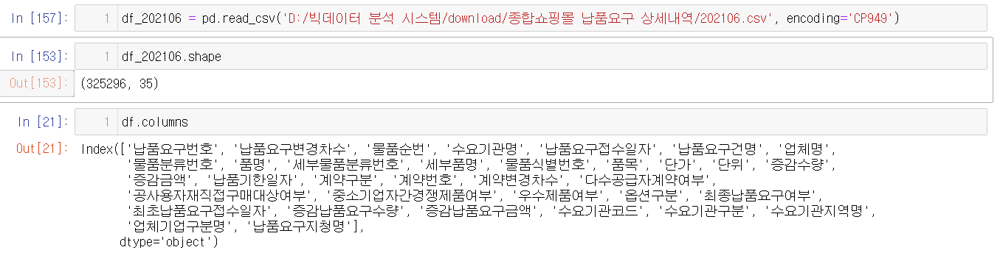 In [157]: 1 df_202106 = pd.read_csv('D:/빅데이터 분석 시스템/download/종합쇼핑몰 납품요구 상세내역/202106.csv', encoding='CP949')
In [153]: 1 df_202106.shape
Out[153]: (325296, 35)
In [21]: 1 df.columns
Out[21]: Index(['납품요구번호', '납품요구변경차수', '물품순번', '수요기관명', '납품요구접수일자', '납품요구건명', '업체명',
'물품분류번호', '품명', '세부물품분류번호', '세부품명', '물품식별번호', '품목', '단가', '단위', '증감수량',
'증감금액', '납품기한일자', '계약구분', '계약번호', '계약변경차수', '다수공급자계약여부',
'공사용자재직접구매대상여부', '중소기업자간경쟁제품여부', '우수제품여부', '옵션구분', '최종납품요구여부',
'최초납품요구접수일자', '증감납품요구수량', '증감납품요구금액', '수요기관코드', '수요기관구분', '수요기관지역명',
'업체기업구분명', '납품요구지청명'],
dtype='object')